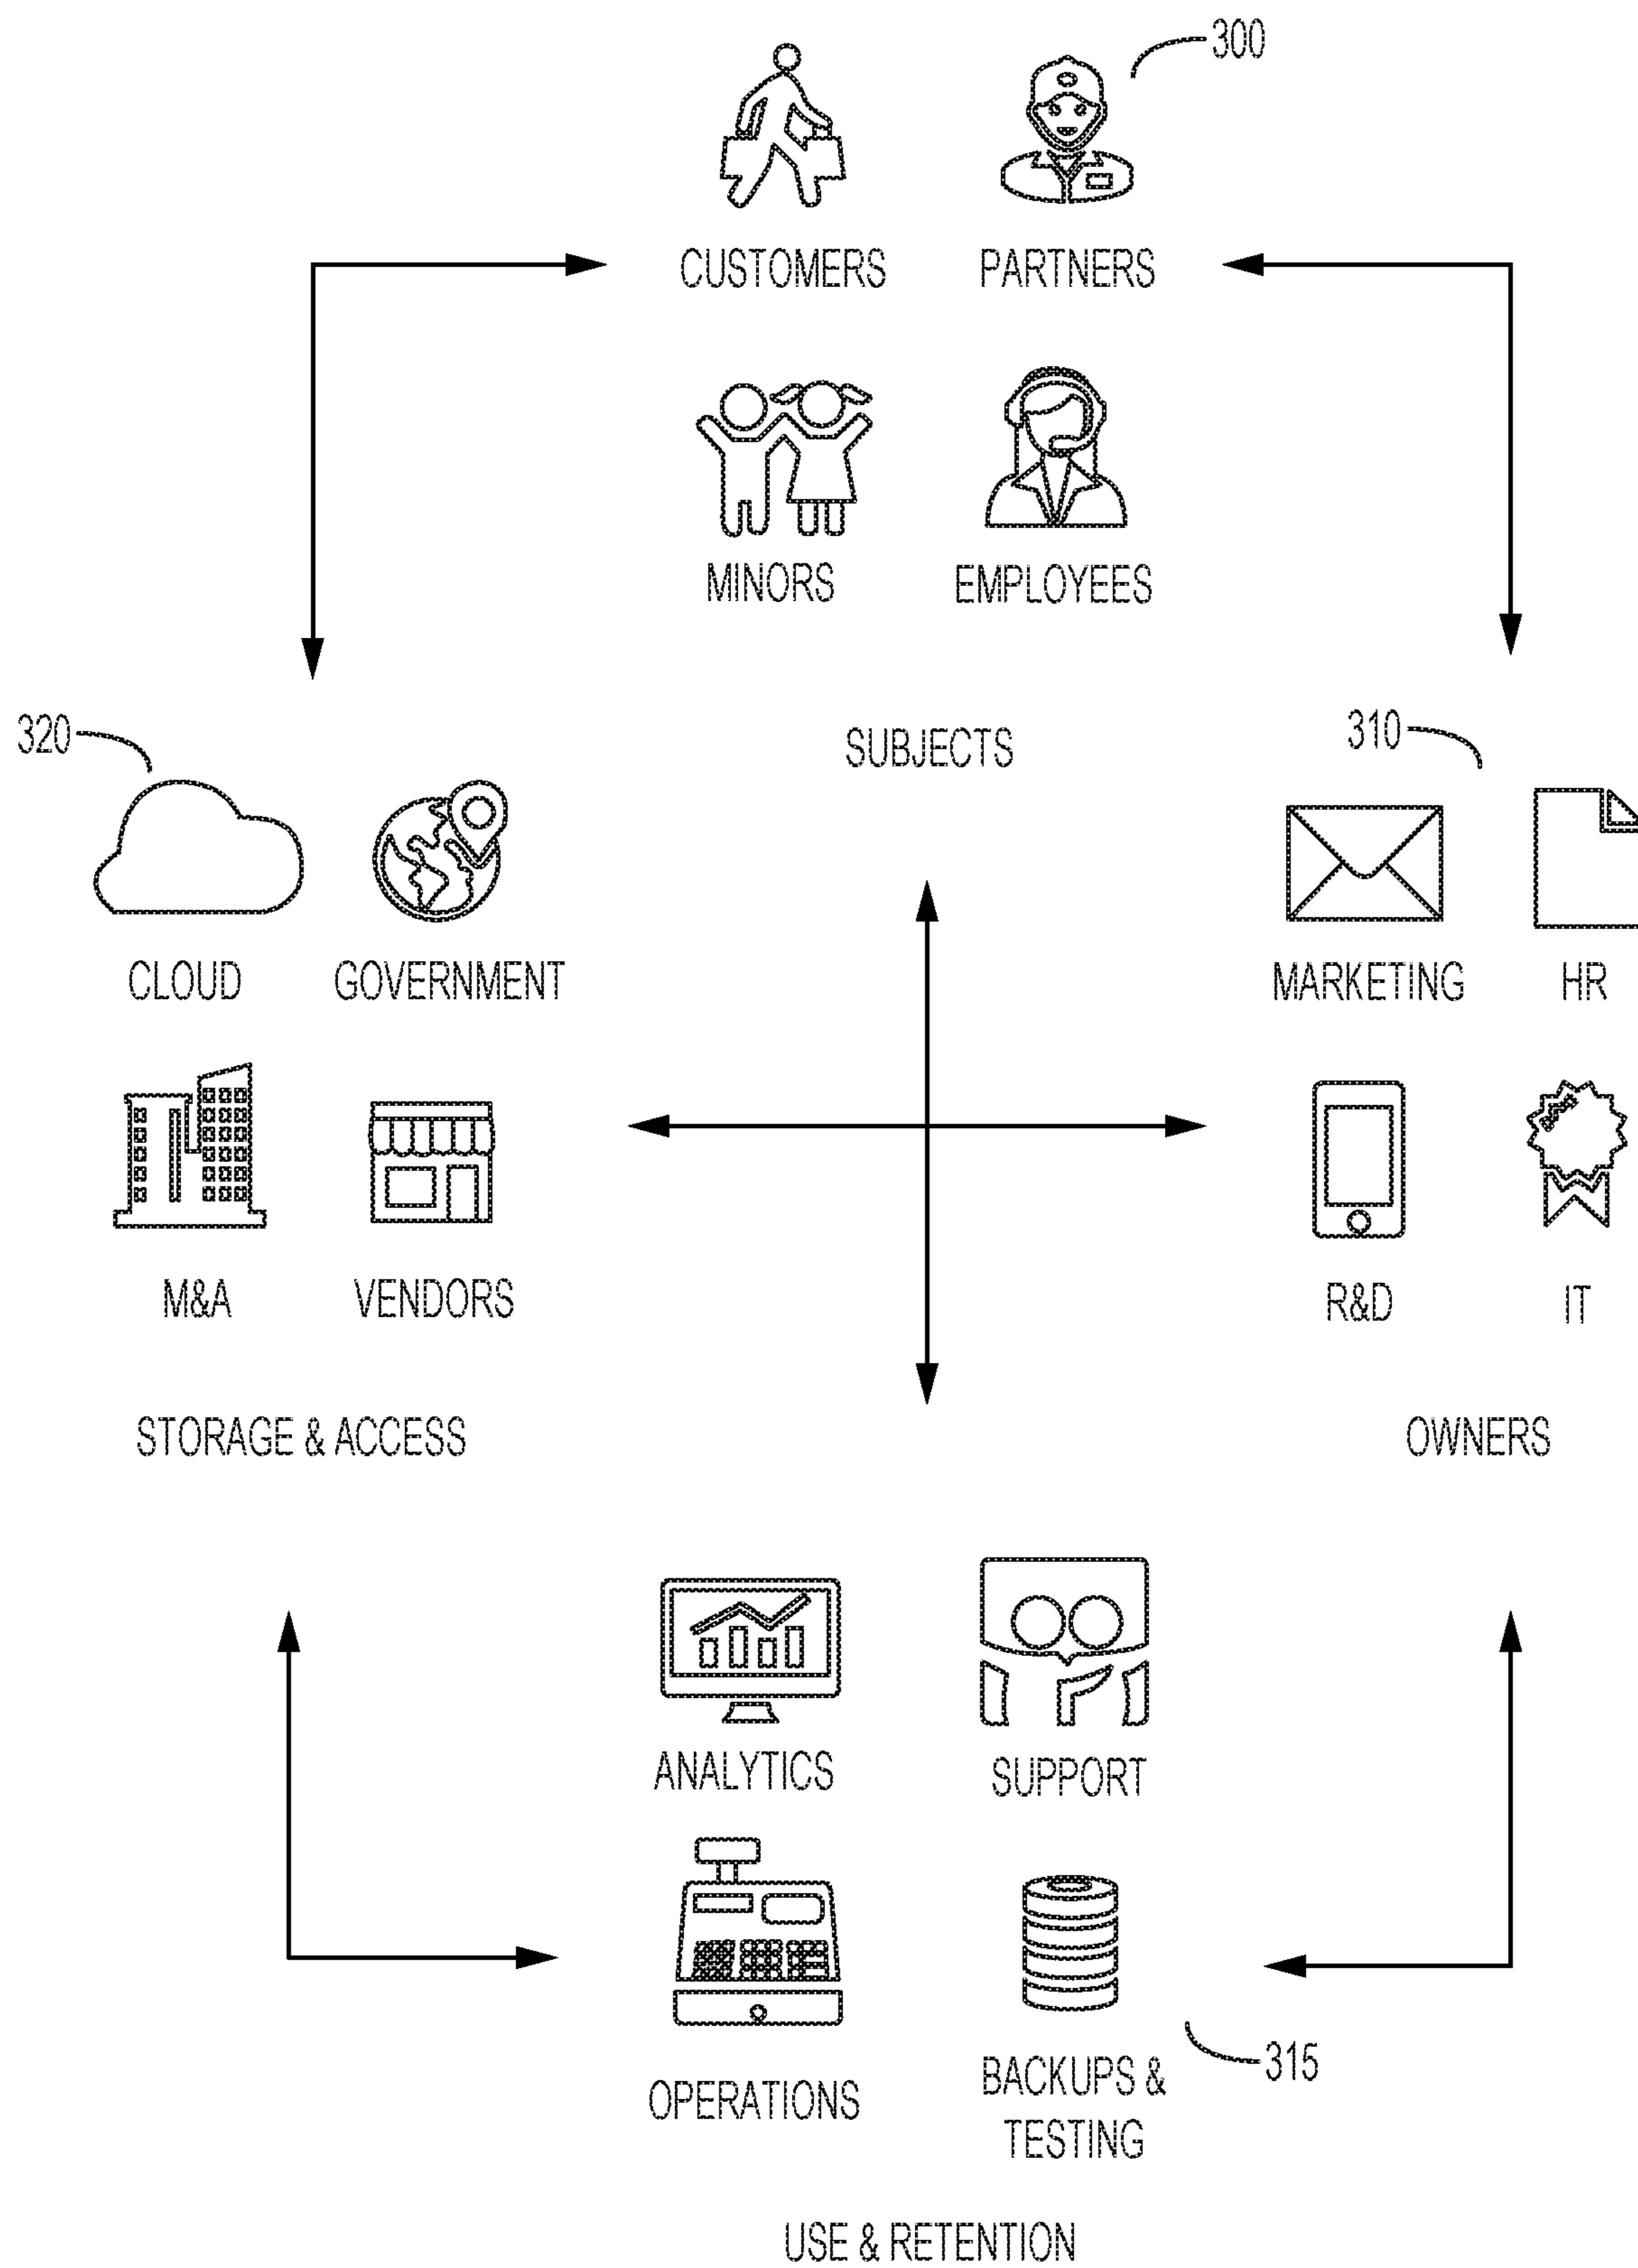 300
CUSTOMERS PARTNERS
MINORS EMPLOYEES
SUBJECTS
320
CLOUD GOVERNMENT
M&A VENDORS
STORAGE & ACCESS
310
MARKETING HR
R&D IT
OWNERS
ANALYTICS SUPPORT
OPERATIONS BACKUPS &
TESTING
315
USE & RETENTION